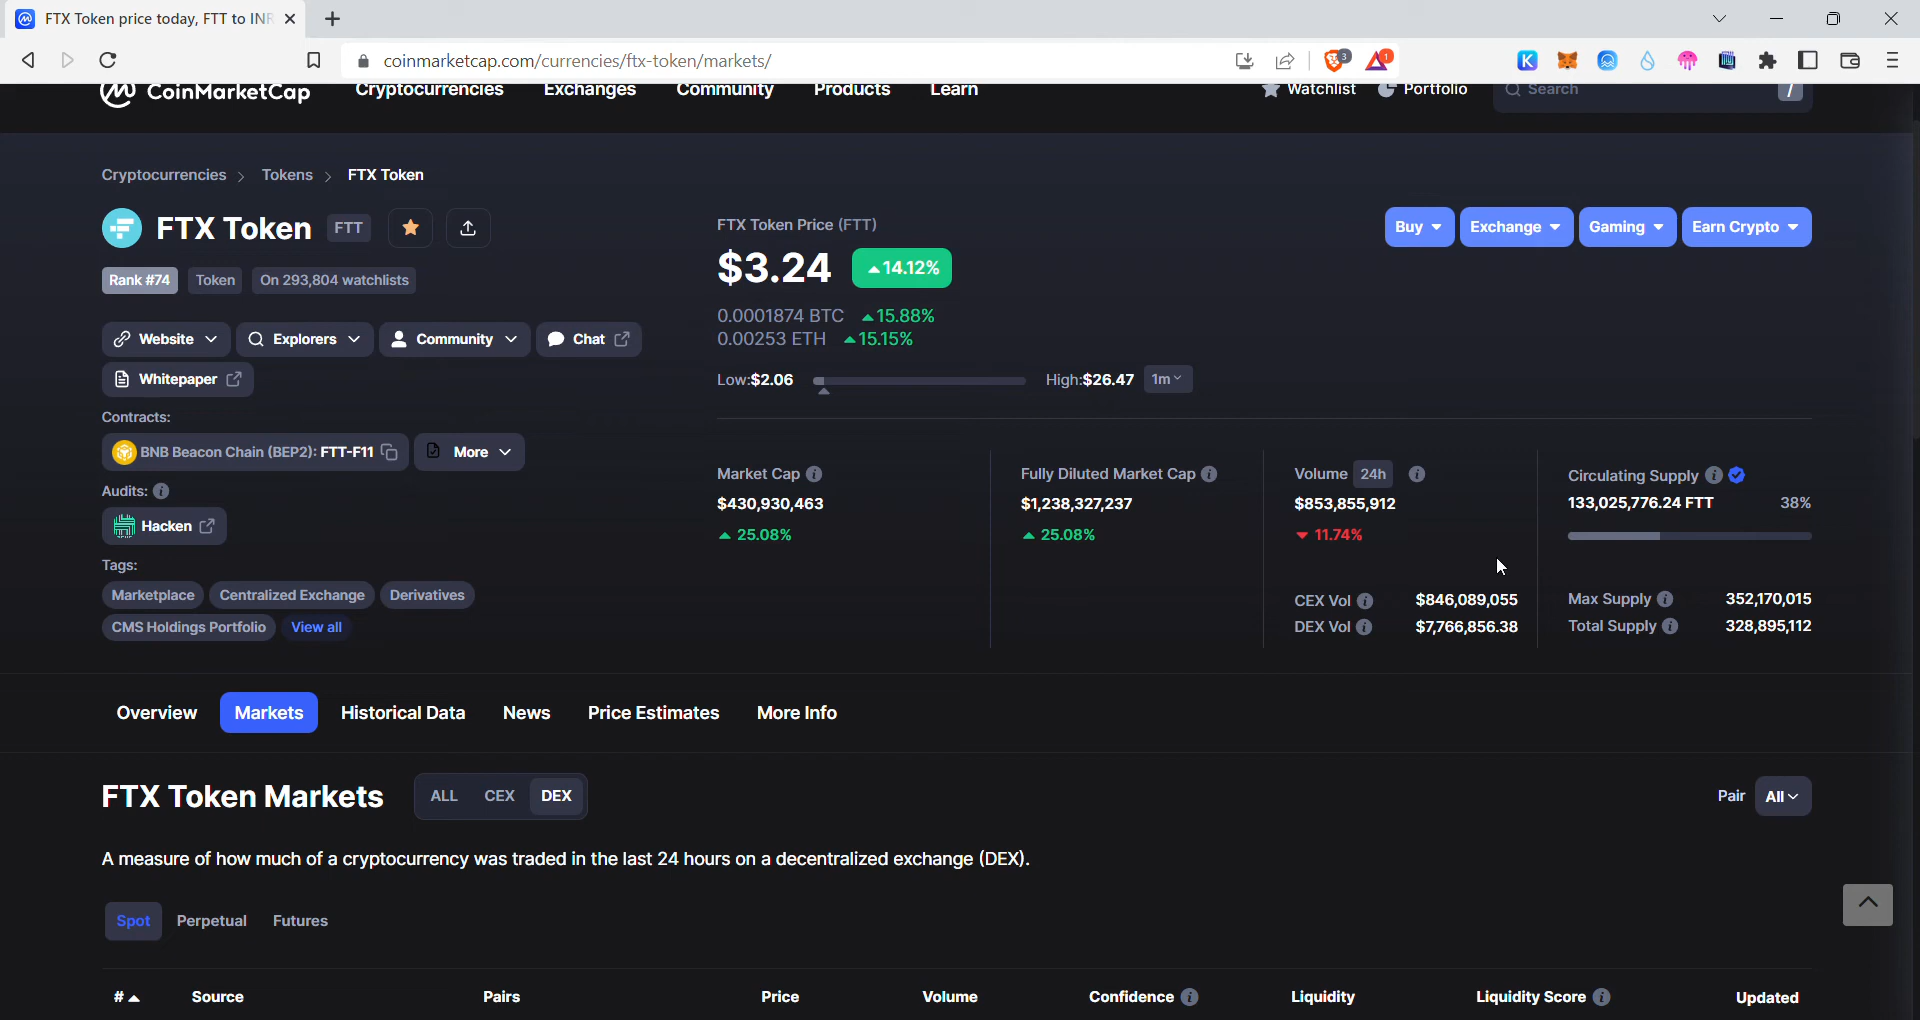 FTX Token price today, FTT to INR
coinmarketcap.com/currencies/ftx-token/markets/
3
1
CoinMarketCap
Cryptocurrencies
Exchanges
Community
Products
Learn
Watchlist
Portfolio
Search
/
Cryptocurrencies > Tokens > FTX Token
FTX Token FTT
Rank #74 Token On 293,804 watchlists
Website
Explorers
Community
Chat
Whitepaper
Contracts:
BNB Beacon Chain (BEP2): FTT-F11
More
Audits:
Hacken
Tags:
Marketplace
Centralized Exchange
Derivatives
CMS Holdings Portfolio
View all
FTX Token Price (FTT)
$3.24 14.12%
0.0001874 BTC 15.88%
0.00253 ETH 15.15%
Low:$2.06 High:$26.47 1m
Buy
Exchange
Gaming
Earn Crypto
Market Cap
$430,930,463
25.08%
Fully Diluted Market Cap
$1,238,327,237
25.08%
Volume 24h
$853,855,912
11.74%
CEX Vol $846,089,055
DEX Vol $7,766,856.38
Circulating Supply
133,025,776.24 FTT 38%
Max Supply 352,170,015
Total Supply 328,895,112
Overview
Markets
Historical Data
News
Price Estimates
More Info
FTX Token Markets
ALL CEX DEX
Pair All
A measure of how much of a cryptocurrency was traded in the last 24 hours on a decentralized exchange (DEX).
Spot Perpetual Futures
# Source Pairs Price Volume Confidence Liquidity Liquidity Score Updated